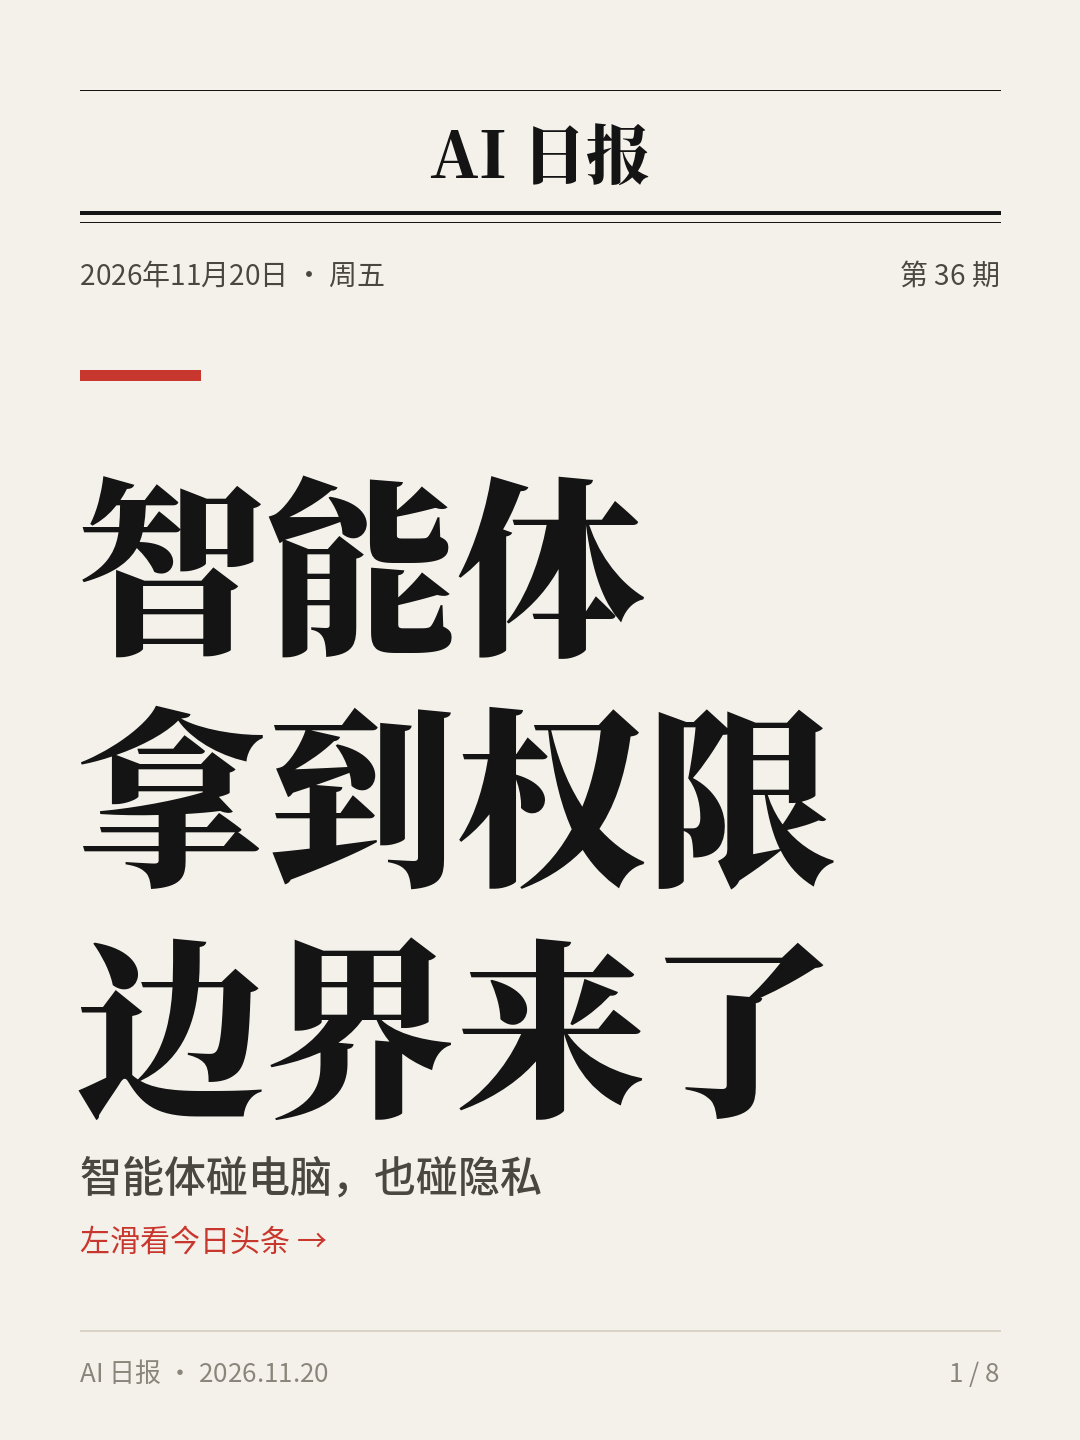 AI 日报
2026年11月20日 · 周五
第 36 期
智能体
拿到权限
边界来了
智能体碰电脑，也碰隐私
左滑看今日头条 →
AI 日报 · 2026.11.20
1 / 8